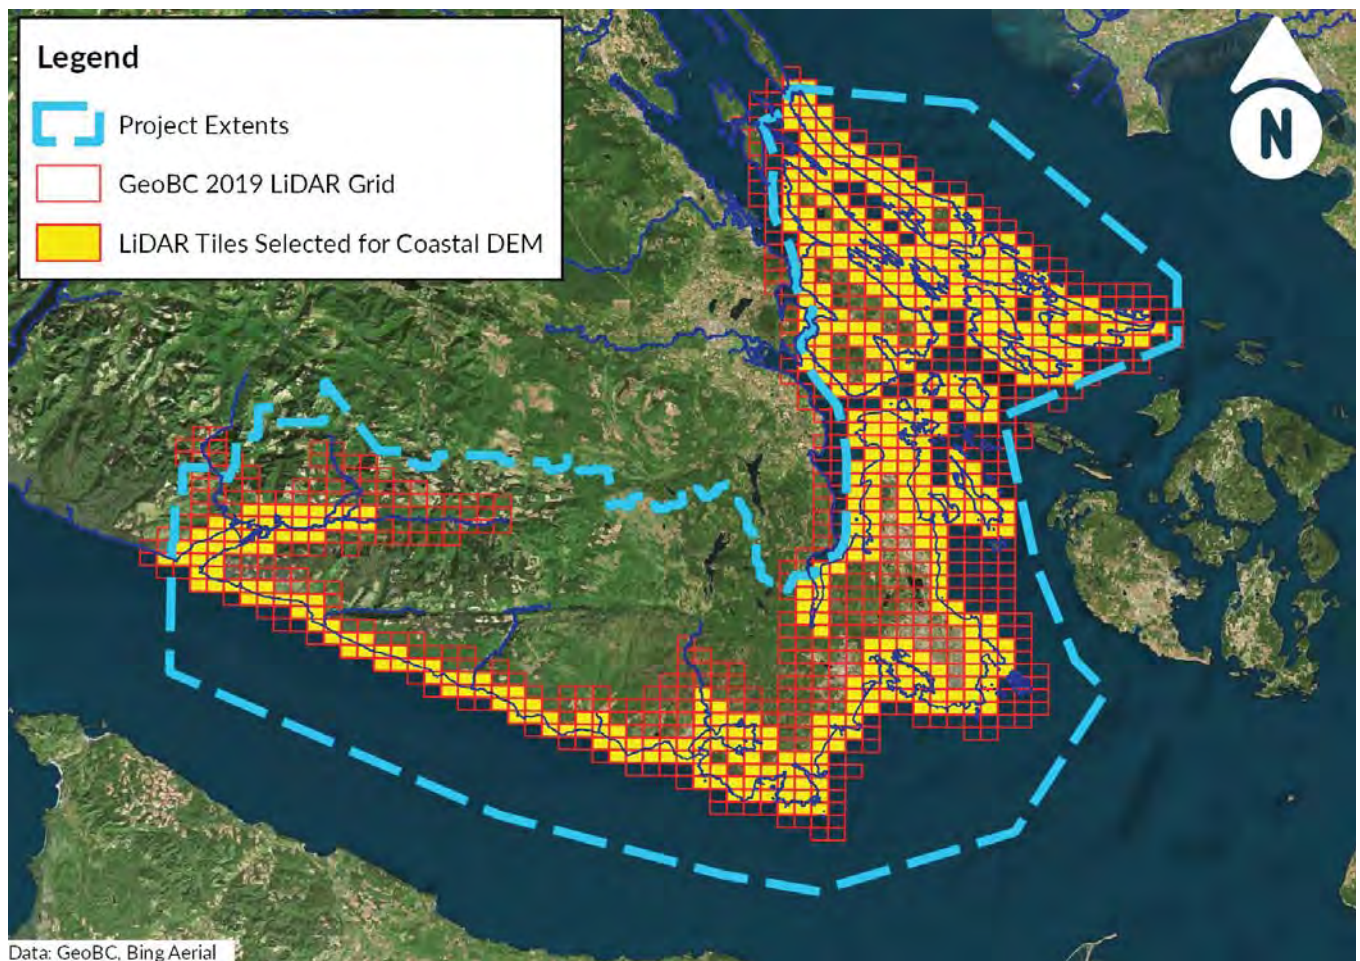 Legend
Project Extents
GeoBC 2019 LiDAR Grid
LiDAR Tiles Selected for Coastal DEM
N
Data: GeoBC, Bing Aerial